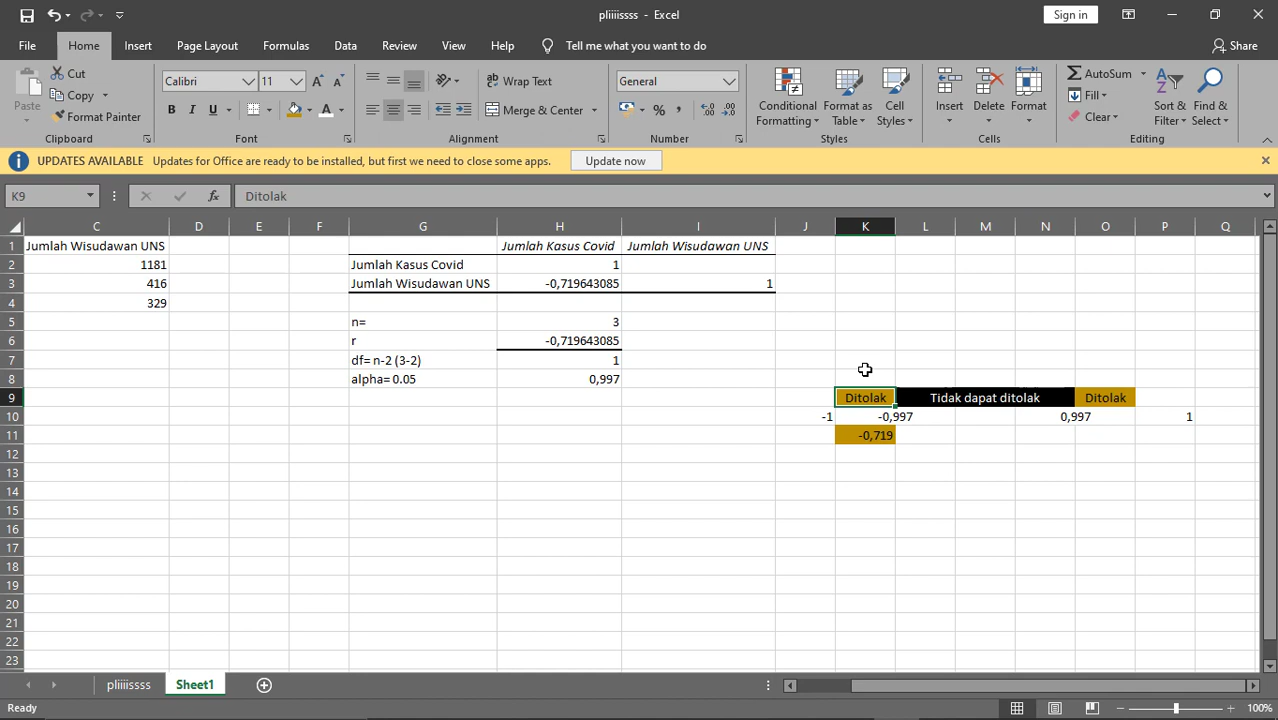 pliiiissss - Excel
Sign in
File Home Insert Page Layout Formulas Data Review View Help Tell me what you want to do Share
Paste
Cut
Copy
Format Painter
Clipboard
Calibri 11
B I U
Font
Wrap Text
Merge & Center
Alignment
General
Number
Conditional Formatting
Format as Table
Cell Styles
Styles
Insert Delete Format
Cells
AutoSum
Fill
Clear
Sort & Filter
Find & Select
Editing
UPDATES AVAILABLE Updates for Office are ready to be installed, but first we need to close some apps. Update now
K9 fx Ditolak
C D E F G H I J K L M N O P Q
1 Jumlah Wisudawan UNS Jumlah Kasus Covid Jumlah Wisudawan UNS
2 1181 Jumlah Kasus Covid 1
3 416 Jumlah Wisudawan UNS -0,719643085 1
4 329
5 n= 3
6 r -0,719643085
7 df= n-2 (3-2) 1
8 alpha= 0.05 0,997
9 Ditolak Tidak dapat ditolak Ditolak
10 -1 -0,997 0,997 1
11 -0,719
12
13
14
15
16
17
18
19
20
21
22
23
pliiiissss Sheet1
Ready 100%